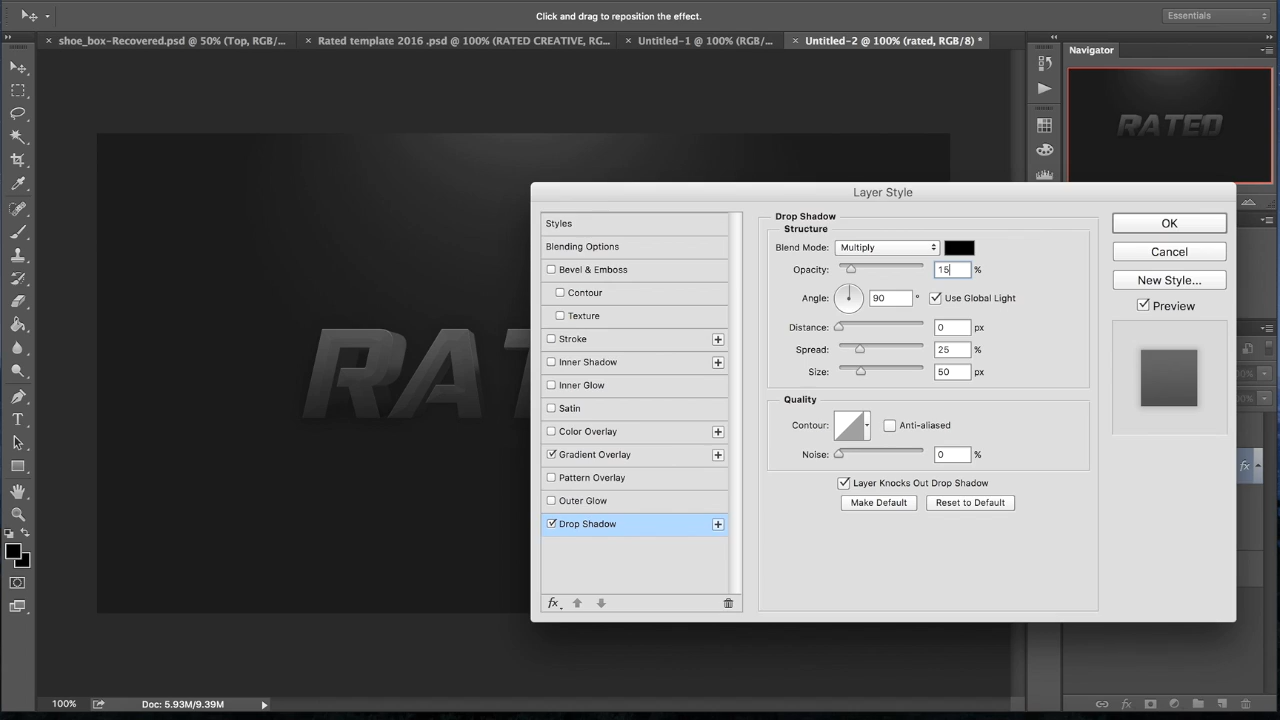 Click and drag to reposition the effect.
Essentials
shoe_box-Recovered.psd @ 50% (Top, RGB/...
Rated template 2016 .psd @ 100% (RATED CREATIVE, RG...
Untitled-1 @ 100% (RGB/...
Untitled-2 @ 100% (rated, RGB/8) *
Navigator
RATED
RAT
Layer Style
Styles
Blending Options
Bevel & Emboss
Contour
Texture
Stroke
Inner Shadow
Inner Glow
Satin
Color Overlay
Gradient Overlay
Pattern Overlay
Outer Glow
Drop Shadow
fx
Drop Shadow
Structure
Blend Mode: Multiply
Opacity: 15 %
Angle: 90 ° Use Global Light
Distance: 0 px
Spread: 25 %
Size: 50 px
Quality
Contour: Anti-aliased
Noise: 0 %
Layer Knocks Out Drop Shadow
Make Default Reset to Default
OK
Cancel
New Style...
Preview
fx
100% Doc: 5.93M/9.39M
fx